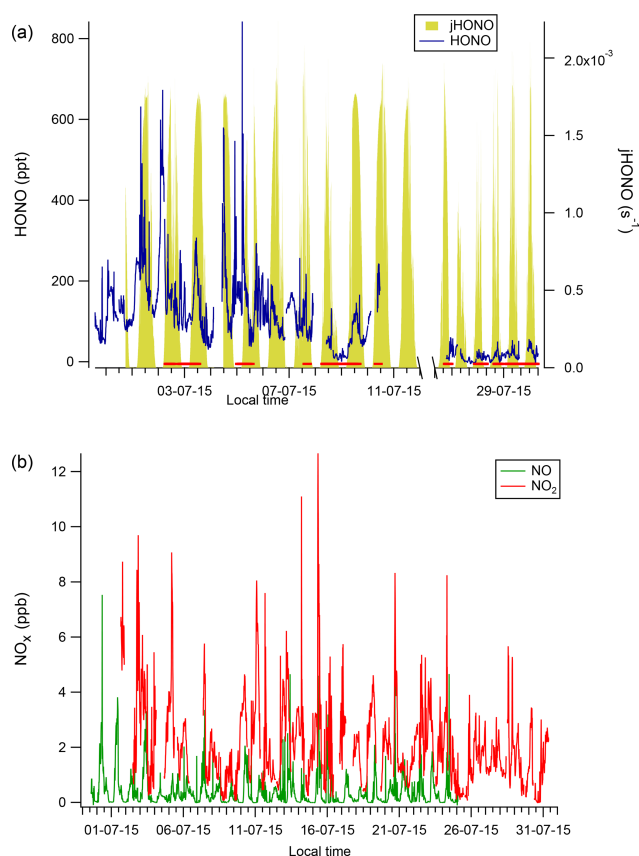 (a)
800
600
400
200
0
HONO (ppt)
jHONO
HONO
2.0x10⁻³
1.5
1.0
0.5
0.0
jHONO (s⁻¹)
03-07-15
07-07-15
11-07-15
29-07-15
Local time
(b)
12
10
8
6
4
2
0
NOₓ (ppb)
NO
NO₂
01-07-15
06-07-15
11-07-15
16-07-15
21-07-15
26-07-15
31-07-15
Local time